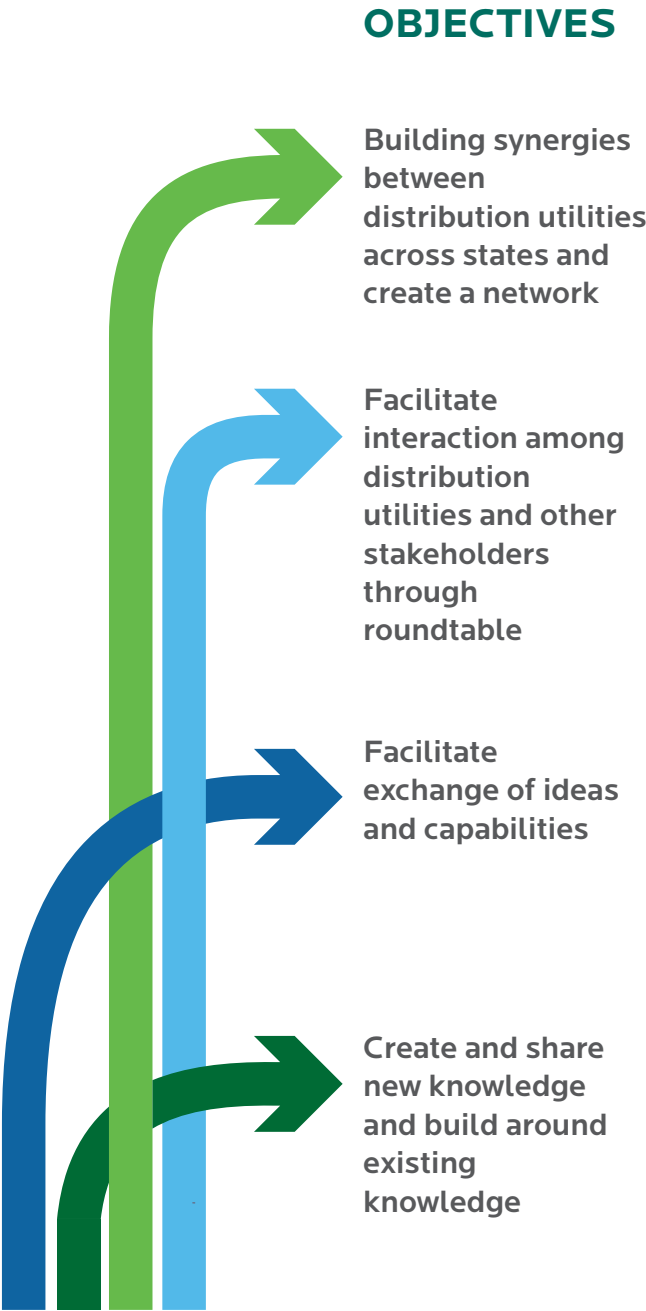 OBJECTIVES
Building synergies
between
distribution utilities
across states and
create a network
Facilitate
interaction among
distribution
utilities and other
stakeholders
through
roundtable
Facilitate
exchange of ideas
and capabilities
Create and share
new knowledge
and build around
existing
knowledge